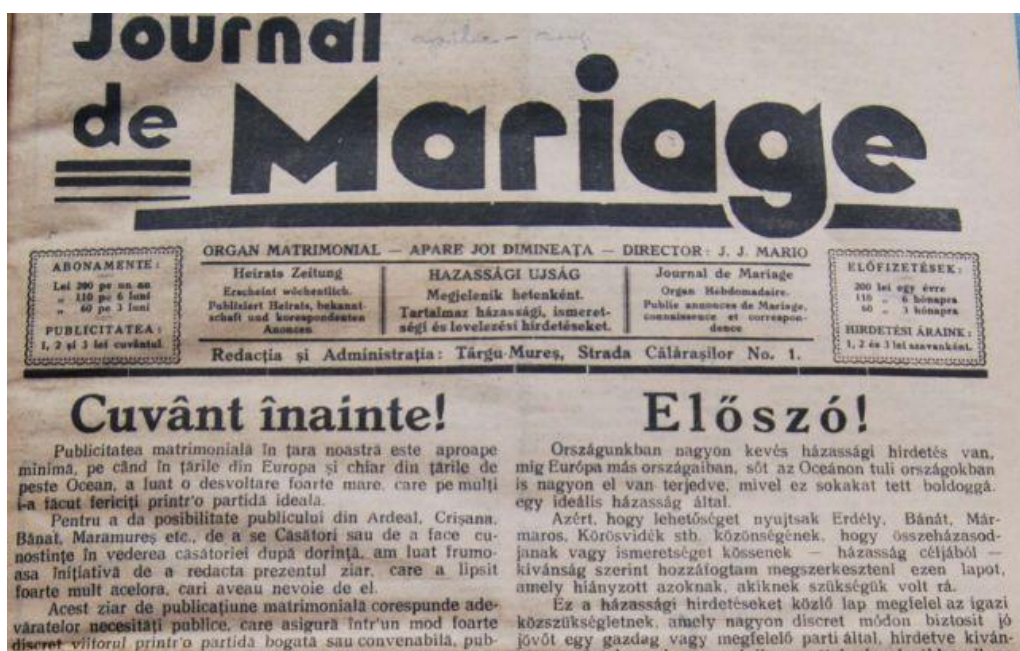 Journal
de Mariage
ORGAN MATRIMONIAL — APARE JOI DIMINEAȚA — DIRECTOR: J. J. MARIO
ABONAMENTE:
Lei 200 pe un an
„ 110 pe 6 luni
„ 60 pe 3 luni
PUBLICITATEA:
1, 2 și 3 lei cuvântul.
Heirats Zeitung
Erscheint wöchentlich.
Publiziert Heirats, bekannt
schaft und korespondenten
Anoncen
HAZASSÁGI UJSÁG
Megjelenik hetenként.
Tartalmaz házassági, ismeret-
ségi és levelezési hirdetéseket.
Journal de Mariage
Organ Hebdomadaire.
Publie annonces de Mariage,
connaissence et correspon-
dence
ELŐFIZETÉSEK:
200 lei egy évre
110 „ 6 hónapra
60 „ 3 hónapra
HIRDETÉSI ÁRAINK:
1, 2 és 3 lei szavanként.
Redacția și Administrația: Târgu-Mureș, Strada Călărașilor No. 1.
Cuvânt înainte!
Publicitatea matrimonială în țara noastră este aproape
minimă, pe când în țările din Europa și chiar din țările de
peste Ocean, a luat o desvoltare foarte mare, care pe mulți
i-a făcut fericiți printr'o partidă ideală.
Pentru a da posibilitate publicului din Ardeal, Crișana,
Bănat, Maramureș etc., de a se Căsători sau de a face cu-
noștințe în vederea căsătoriei după dorință, am luat frumo-
asa inițiativă de a redacta prezentul ziar, care a lipsit
foarte mult acelora, cari aveau nevoie de el.
Acest ziar de publicațiune matrimonială corespunde ade-
văratelor necesități publice, care asigură într'un mod foarte
discret viitorul printr'o partidă bogată sau convenabilă, pub-
Előszó!
Országunkban nagyon kevés házassági hirdetés van,
mig Európa más országaiban, sőt az Oceánon tuli országokban
is nagyon el van terjedve, mivel ez sokakat tett boldoggá.
egy ideális házasság által.
Azért, hogy lehetőséget nyujtsak Erdély, Bánát, Már-
maros, Körösvidék stb. közönségének, hogy összeházasod-
janak vagy ismeretséget kössenek — házasság céljából —
kivánság szerint hozzáfogtam megszerkeszteni ezen lapot,
amely hiányzott azoknak, akiknek szükségük volt rá.
Ez a házassági hirdetéseket közlő lap megfelel az igazi
közszükségletnek, amely nagyon discret módon biztosit jó
jövőt egy gazdag vagy megfelelő parti által, hirdetve kiván-